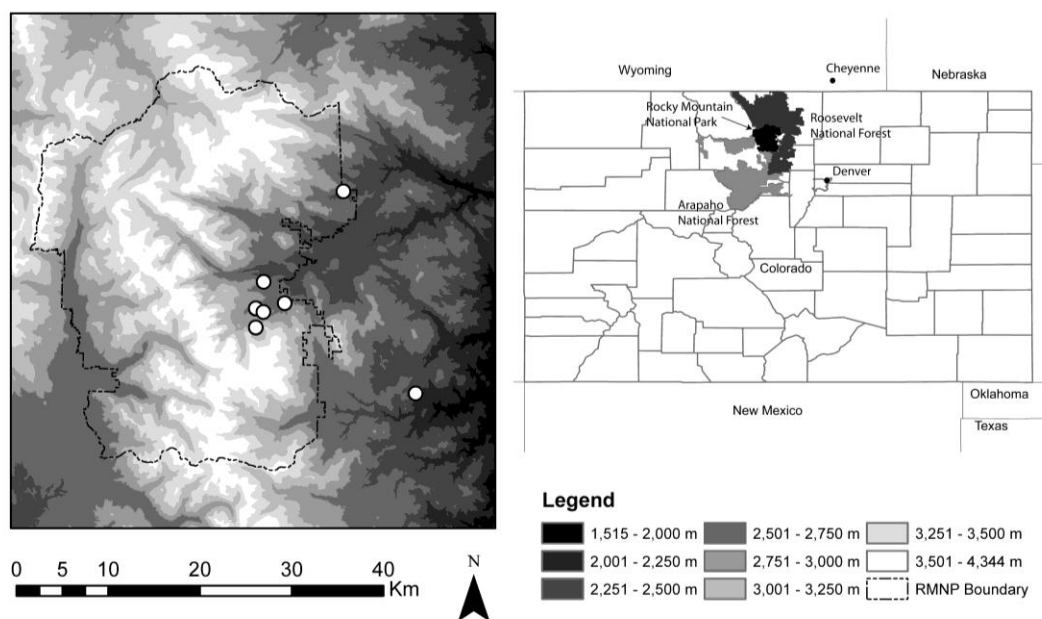 Wyoming
Cheyenne
Nebraska
Rocky Mountain
National Park
Roosevelt
National Forest
Denver
Arapaho
National Forest
Colorado
Oklahoma
New Mexico
Texas
Legend
1,515 - 2,000 m
2,501 - 2,750 m
3,251 - 3,500 m
2,001 - 2,250 m
2,751 - 3,000 m
3,501 - 4,344 m
2,251 - 2,500 m
3,001 - 3,250 m
RMNP Boundary
0 5 10 20 30 40
Km
N